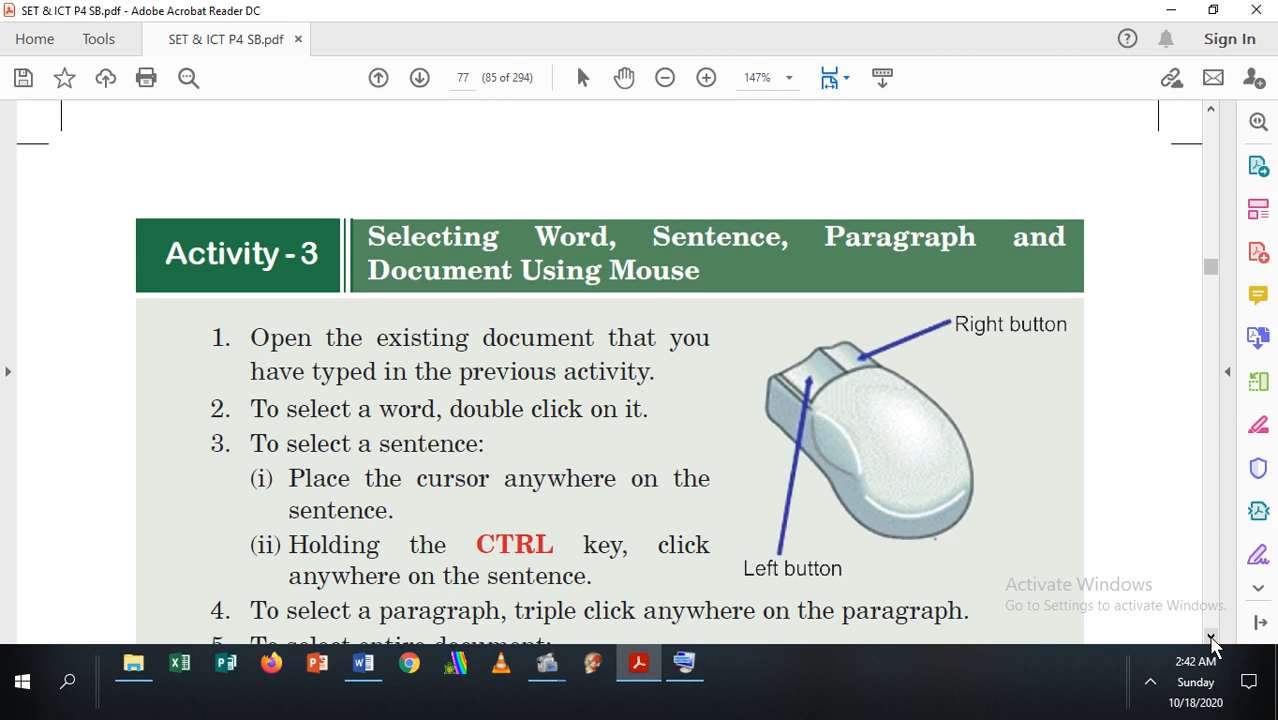 SET & ICT P4 SB.pdf - Adobe Acrobat Reader DC
Home Tools SET & ICT P4 SB.pdf × Sign In
77 (85 of 294) 147%
Activity - 3
Selecting Word, Sentence, Paragraph and
Document Using Mouse
1. Open the existing document that you
have typed in the previous activity.
2. To select a word, double click on it.
3. To select a sentence:
(i) Place the cursor anywhere on the
sentence.
(ii) Holding the CTRL key, click
anywhere on the sentence.
Right button
Left button
4. To select a paragraph, triple click anywhere on the paragraph.
5. To select entire document:
Activate Windows
Go to Settings to activate Windows.
2:42 AM
Sunday
10/18/2020